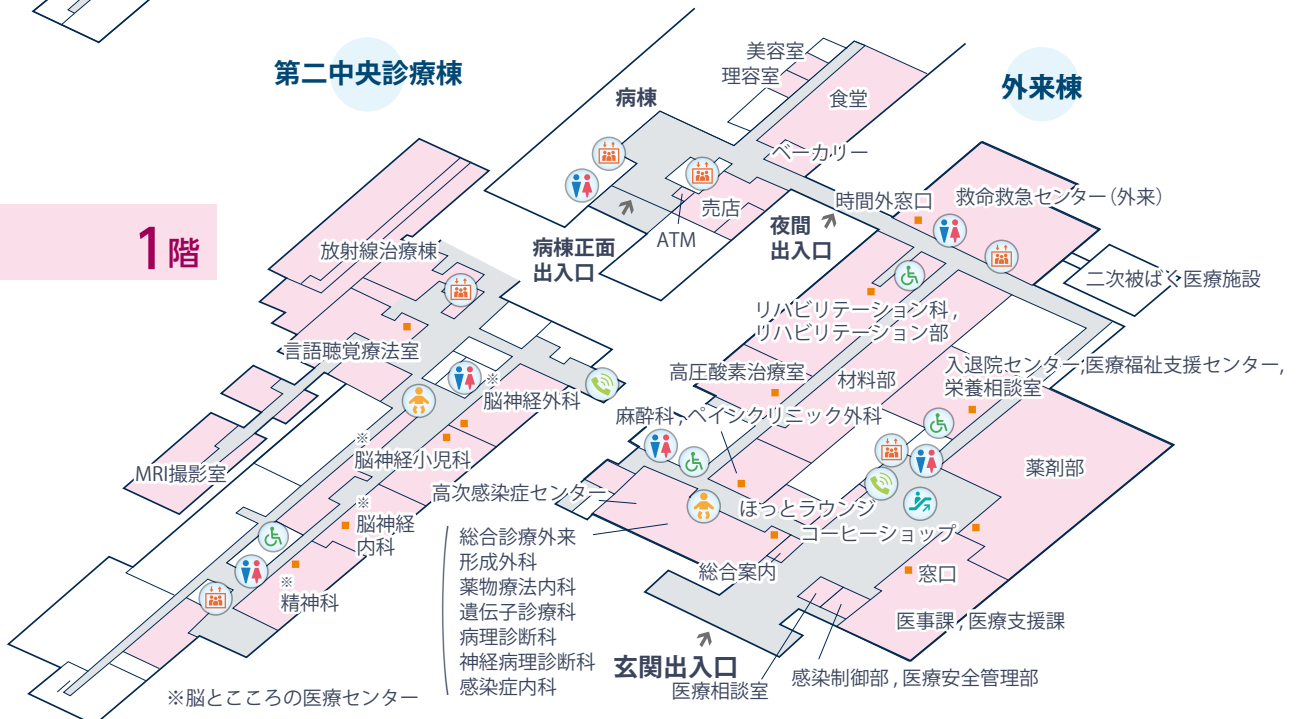 第二中央診療棟
外来棟
1階
美容室
理容室
食堂
病棟
ベーカリー
時間外窓口
救命救急センター（外来）
売店
ATM
夜間
出入口
病棟正面
出入口
二次被ばく医療施設
放射線治療棟
リハビリテーション科 ,
リハビリテーション部
言語聴覚療法室
高圧酸素治療室
材料部
入退院センター,医療福祉支援センター,
栄養相談室
※
脳神経外科
麻酔科 , ペインクリニック外科
※
脳神経小児科
MRI撮影室
薬剤部
高次感染症センター
ほっとラウンジ
コーヒーショップ
※
脳神経
内科
総合診療外来
形成外科
薬物療法内科
遺伝子診療科
病理診断科
神経病理診断科
感染症内科
総合案内
窓口
※
精神科
医事課 , 医療支援課
玄関出入口
医療相談室
感染制御部 , 医療安全管理部
※脳とこころの医療センター